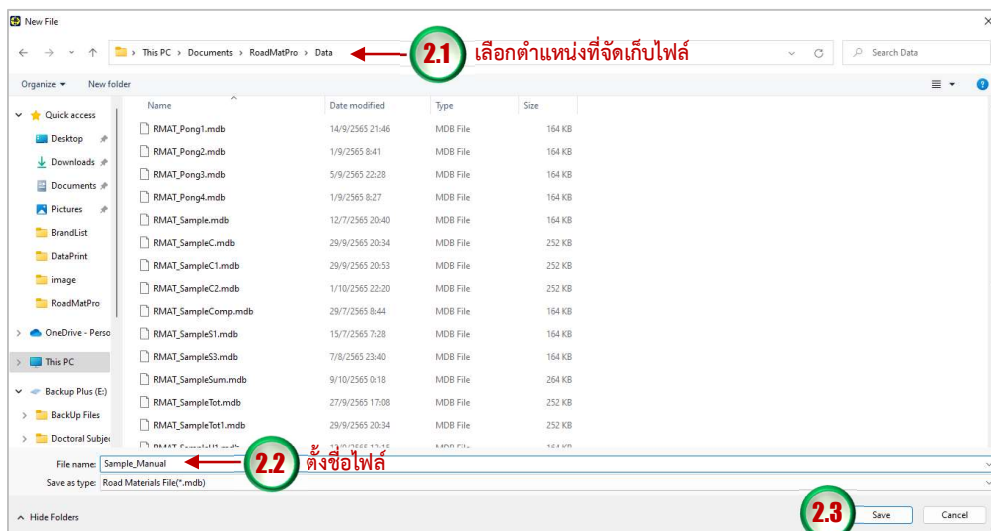 New File
This PC > Documents > RoadMatPro > Data
2.1 เลือกตำแหน่งที่จัดเก็บไฟล์
Search Data
Organize New folder
Name Date modified Type Size
Quick access
Desktop
Downloads
Documents
Pictures
BrandList
DataPrint
image
RoadMatPro
OneDrive - Perso
This PC
Backup Plus (E:)
BackUp Files
Doctoral Subje
RMAT_Pong1.mdb 14/9/2565 21:46 MDB File 164 KB
RMAT_Pong2.mdb 1/9/2565 8:41 MDB File 164 KB
RMAT_Pong3.mdb 5/9/2565 22:28 MDB File 164 KB
RMAT_Pong4.mdb 1/9/2565 8:27 MDB File 164 KB
RMAT_Sample.mdb 12/7/2565 20:40 MDB File 164 KB
RMAT_SampleC.mdb 29/9/2565 20:34 MDB File 252 KB
RMAT_SampleC1.mdb 29/9/2565 20:53 MDB File 252 KB
RMAT_SampleC2.mdb 1/10/2565 22:20 MDB File 252 KB
RMAT_SampleComp.mdb 29/7/2565 8:44 MDB File 164 KB
RMAT_SampleS1.mdb 15/7/2565 7:28 MDB File 164 KB
RMAT_SampleS3.mdb 7/8/2565 23:40 MDB File 164 KB
RMAT_SampleSum.mdb 9/10/2565 0:18 MDB File 264 KB
RMAT_SampleTot.mdb 27/9/2565 17:08 MDB File 252 KB
RMAT_SampleTot1.mdb 29/9/2565 20:34 MDB File 252 KB
File name: Sample_Manual
2.2 ตั้งชื่อไฟล์
Save as type: Road Materials File(*.mdb)
Hide Folders
2.3 Save Cancel